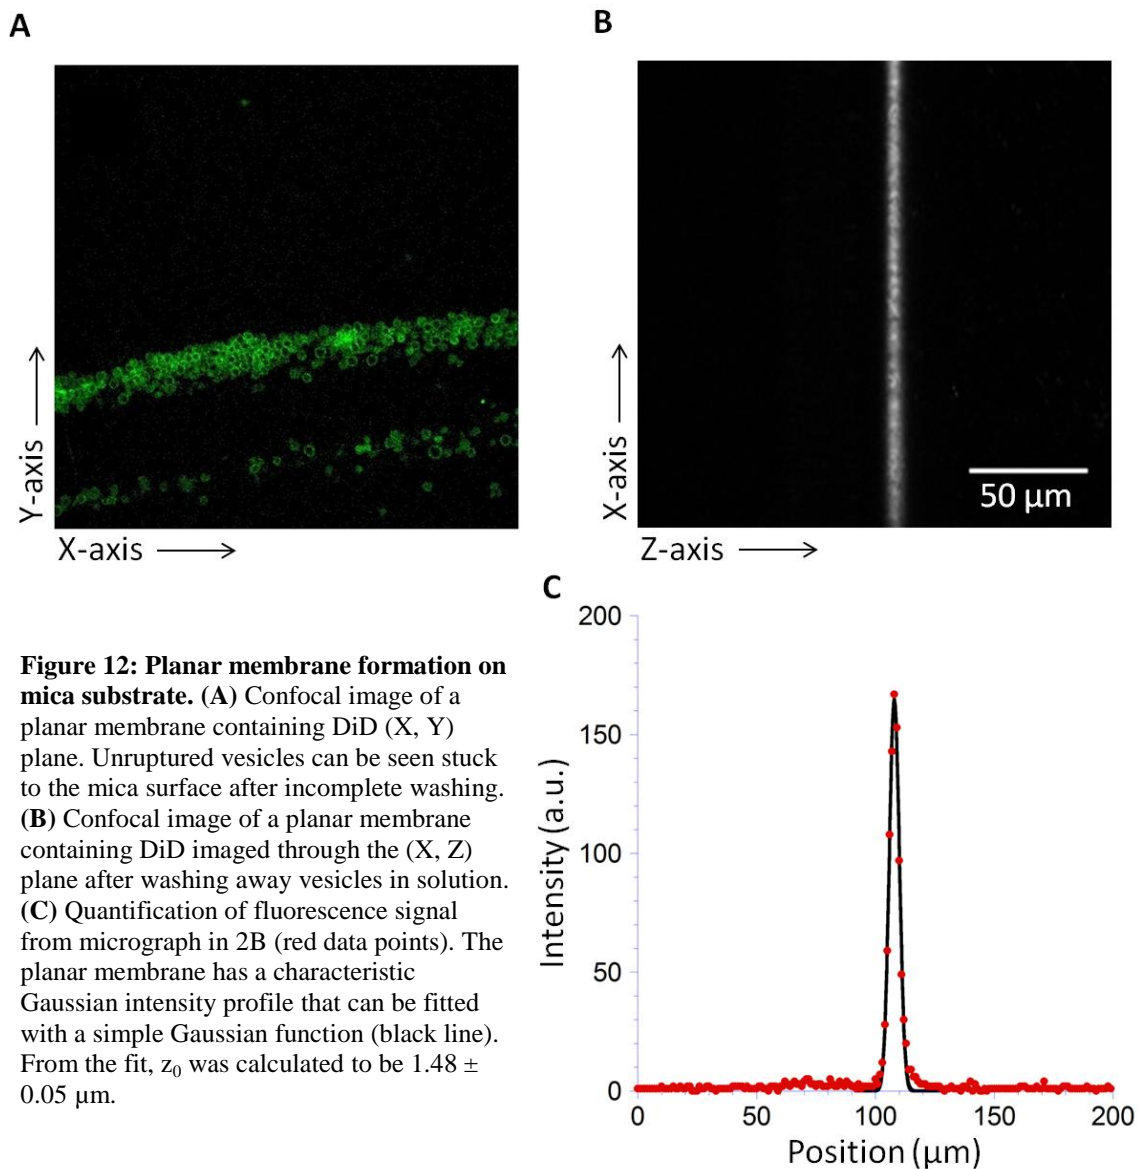 A
B
Y-axis
X-axis
X-axis
50 μm
Z-axis
C
Figure 12: Planar membrane formation on
mica substrate. (A) Confocal image of a
planar membrane containing DiD (X, Y)
plane. Unruptured vesicles can be seen stuck
to the mica surface after incomplete washing.
(B) Confocal image of a planar membrane
containing DiD imaged through the (X, Z)
plane after washing away vesicles in solution.
(C) Quantification of fluorescence signal
from micrograph in 2B (red data points). The
planar membrane has a characteristic
Gaussian intensity profile that can be fitted
with a simple Gaussian function (black line).
From the fit, z0 was calculated to be 1.48 ±
0.05 µm.
200
150
100
50
0
Intensity (a.u.)
0 50 100 150 200
Position (μm)